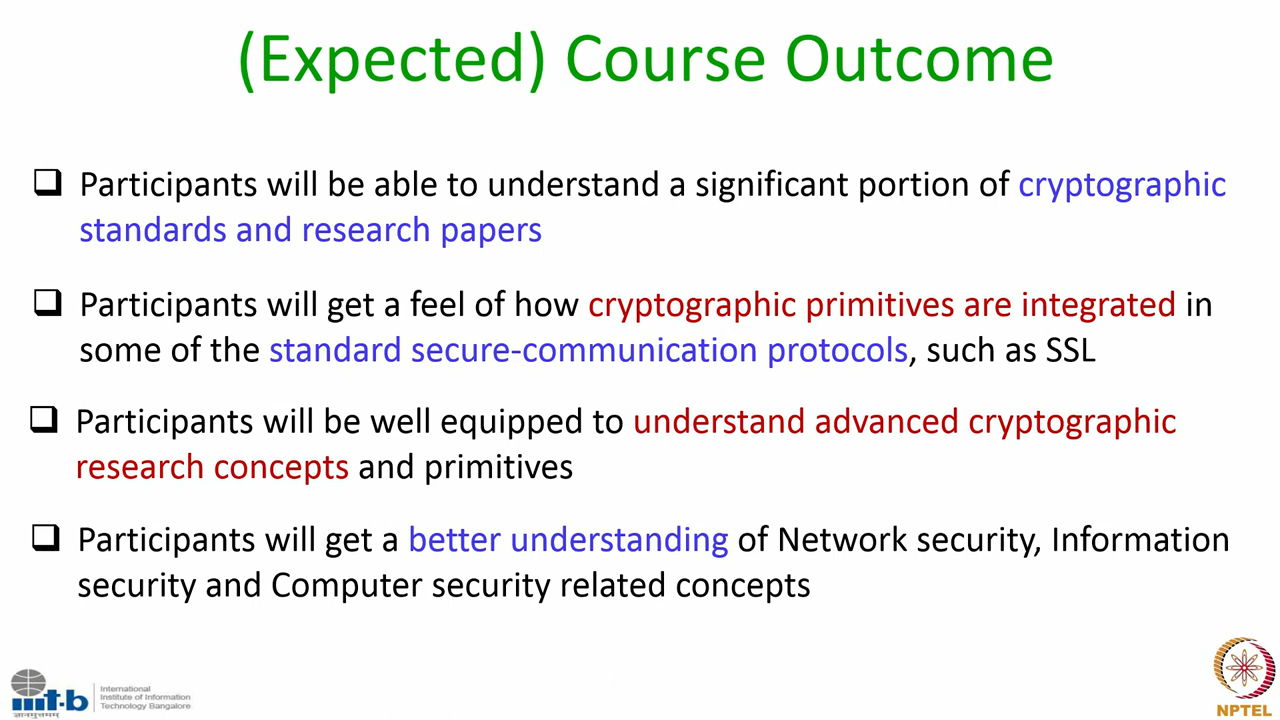 (Expected) Course Outcome
Participants will be able to understand a significant portion of cryptographic
standards and research papers
Participants will get a feel of how cryptographic primitives are integrated in
some of the standard secure-communication protocols, such as SSL
Participants will be well equipped to understand advanced cryptographic
research concepts and primitives
Participants will get a better understanding of Network security, Information
security and Computer security related concepts
iiit-b
ज्ञानमुत्तमम्
International
Institute of Information
Technology Bangalore
NPTEL